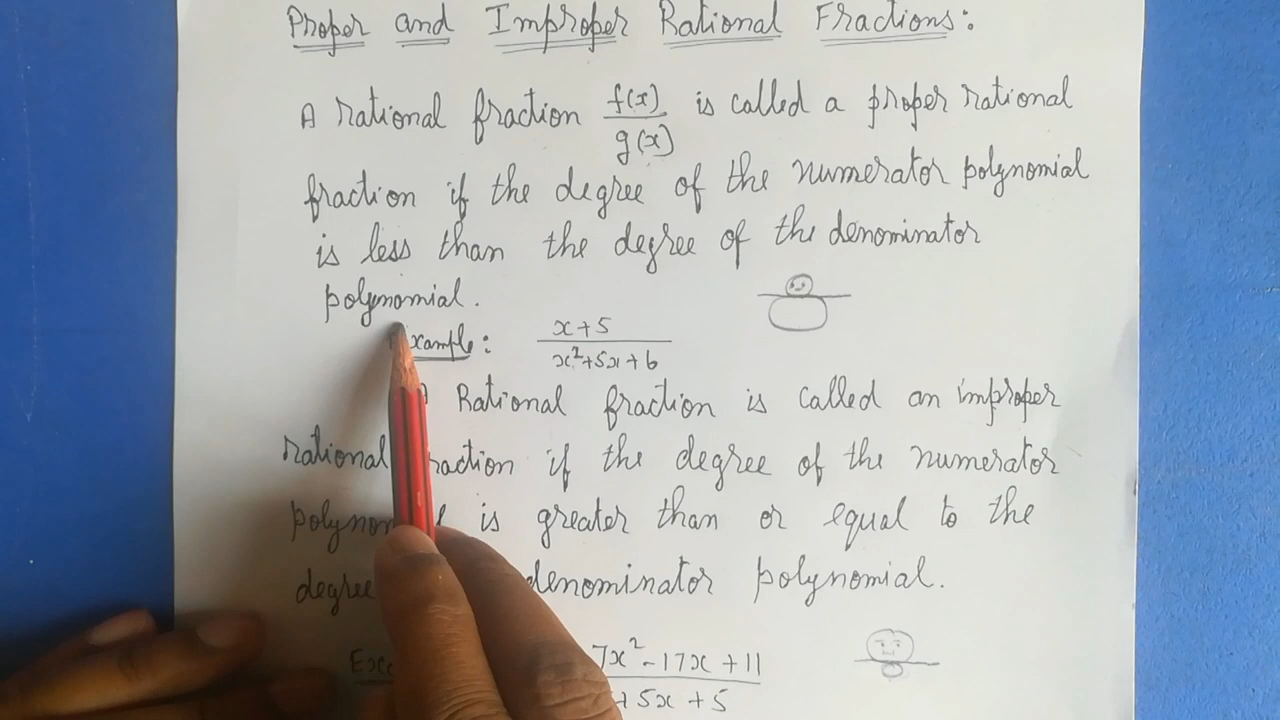 Proper and Improper Rational Fractions:
A rational fraction f(x)/g(x) is called a proper rational
fraction if the degree of the numerator polynomial
is less than the degree of the denominator
polynomial.
xample: x+5/x²+5x+6
Rational fraction is called an improper
rational raction if the degree of the numerator
polynom is greater than or equal to the
degree denominator polynomial.
Exa 7x²-17x+11/+5x+5